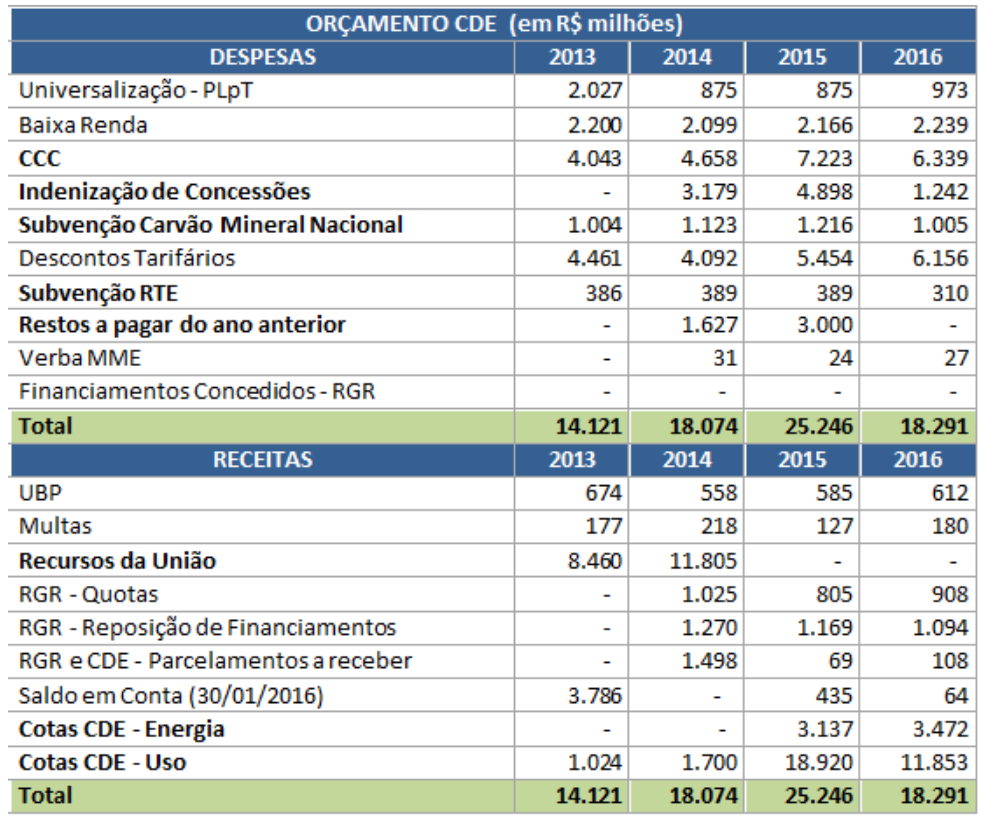 ORÇAMENTO CDE (em R$ milhões)
DESPESAS 2013 2014 2015 2016
Universalização - PLpT 2.027 875 875 973
Baixa Renda 2.200 2.099 2.166 2.239
CCC 4.043 4.658 7.223 6.339
Indenização de Concessões - 3.179 4.898 1.242
Subvenção Carvão Mineral Nacional 1.004 1.123 1.216 1.005
Descontos Tarifários 4.461 4.092 5.454 6.156
Subvenção RTE 386 389 389 310
Restos a pagar do ano anterior - 1.627 3.000 -
Verba MME - 31 24 27
Financiamentos Concedidos - RGR - - - -
Total 14.121 18.074 25.246 18.291
RECEITAS 2013 2014 2015 2016
UBP 674 558 585 612
Multas 177 218 127 180
Recursos da União 8.460 11.805 - -
RGR - Quotas - 1.025 805 908
RGR - Reposição de Financiamentos - 1.270 1.169 1.094
RGR e CDE - Parcelamentos a receber - 1.498 69 108
Saldo em Conta (30/01/2016) 3.786 - 435 64
Cotas CDE - Energia - - 3.137 3.472
Cotas CDE - Uso 1.024 1.700 18.920 11.853
Total 14.121 18.074 25.246 18.291